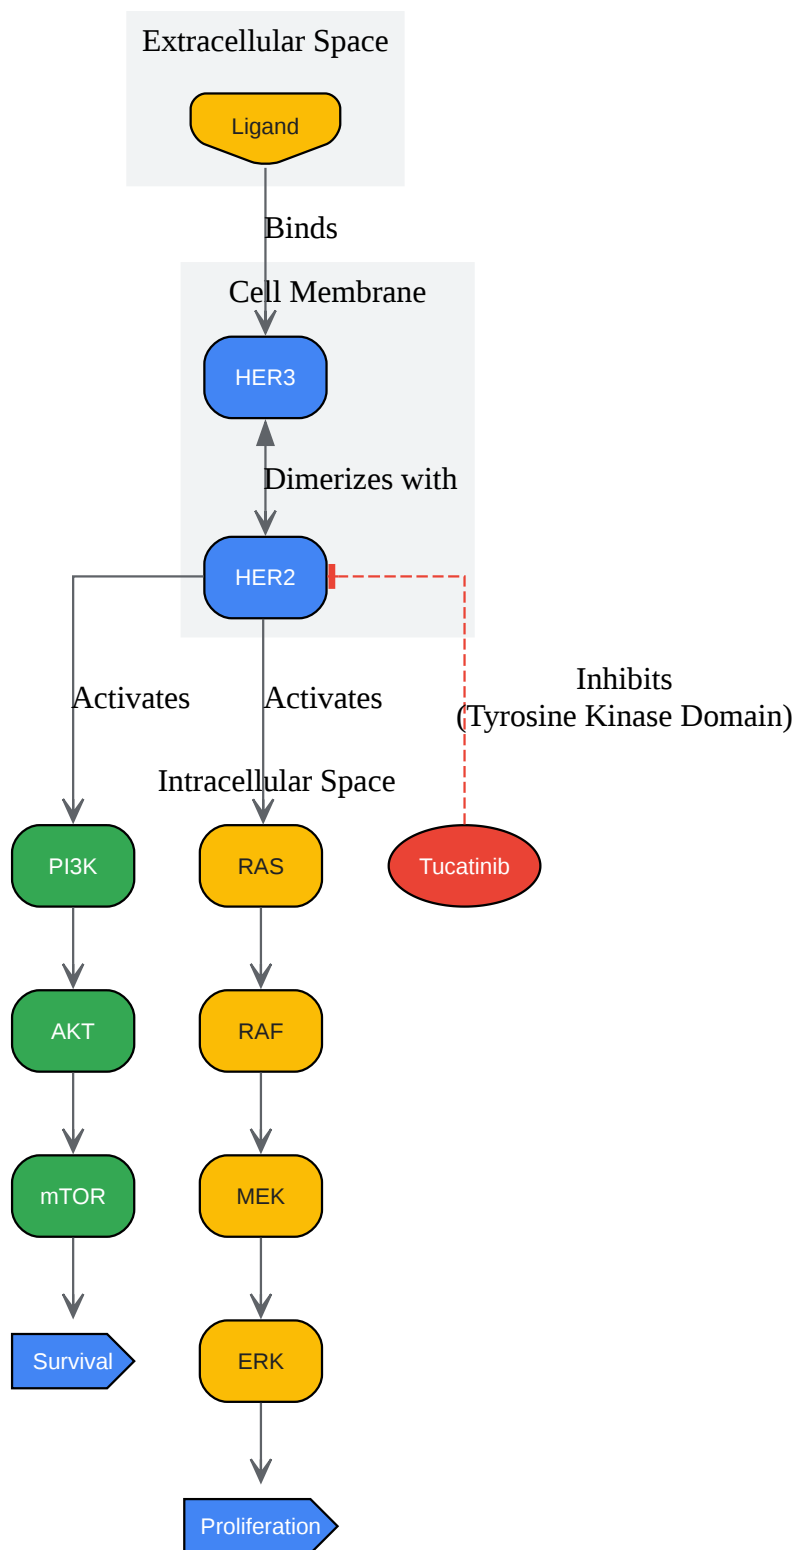 Extracellular Space
Ligand
Binds
Cell Membrane
HER3
Dimerizes with
HER2
Activates
Activates
Inhibits
(Tyrosine Kinase Domain)
Intracellular Space
PI3K
RAS
Tucatinib
AKT
RAF
mTOR
MEK
Survival
ERK
Proliferation